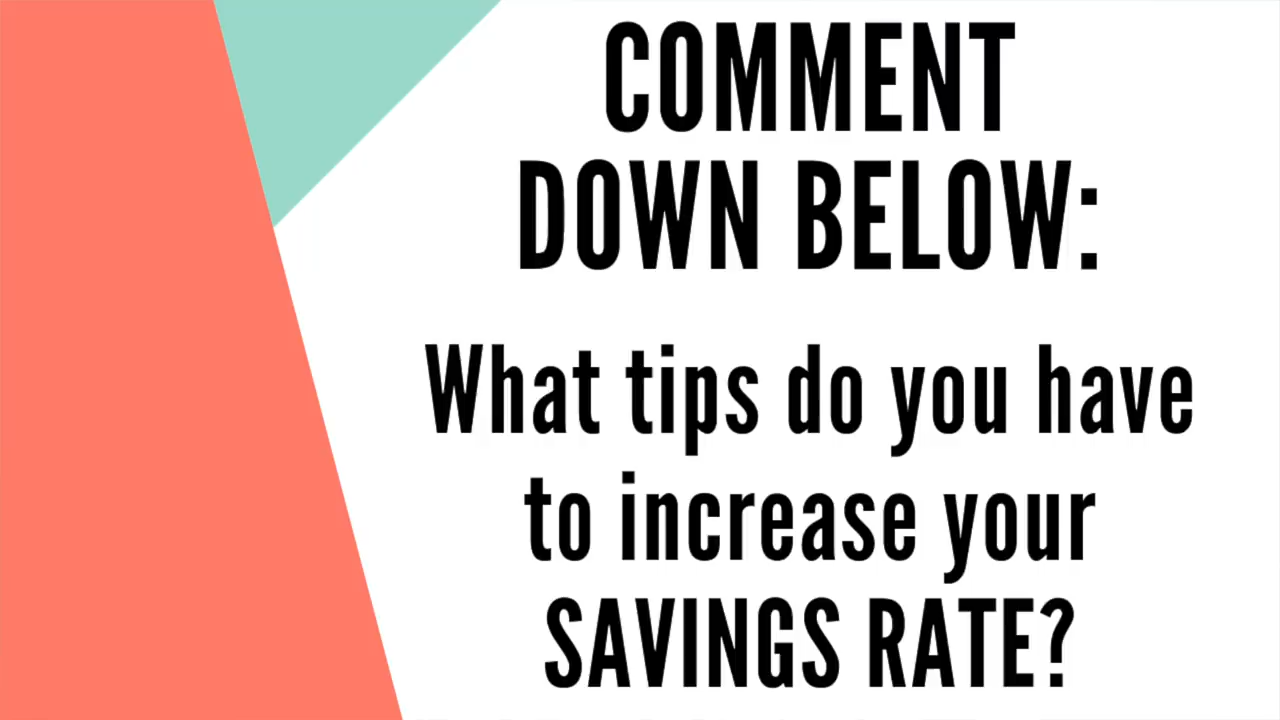 COMMENT
DOWN BELOW:
What tips do you have
to increase your
SAVINGS RATE?